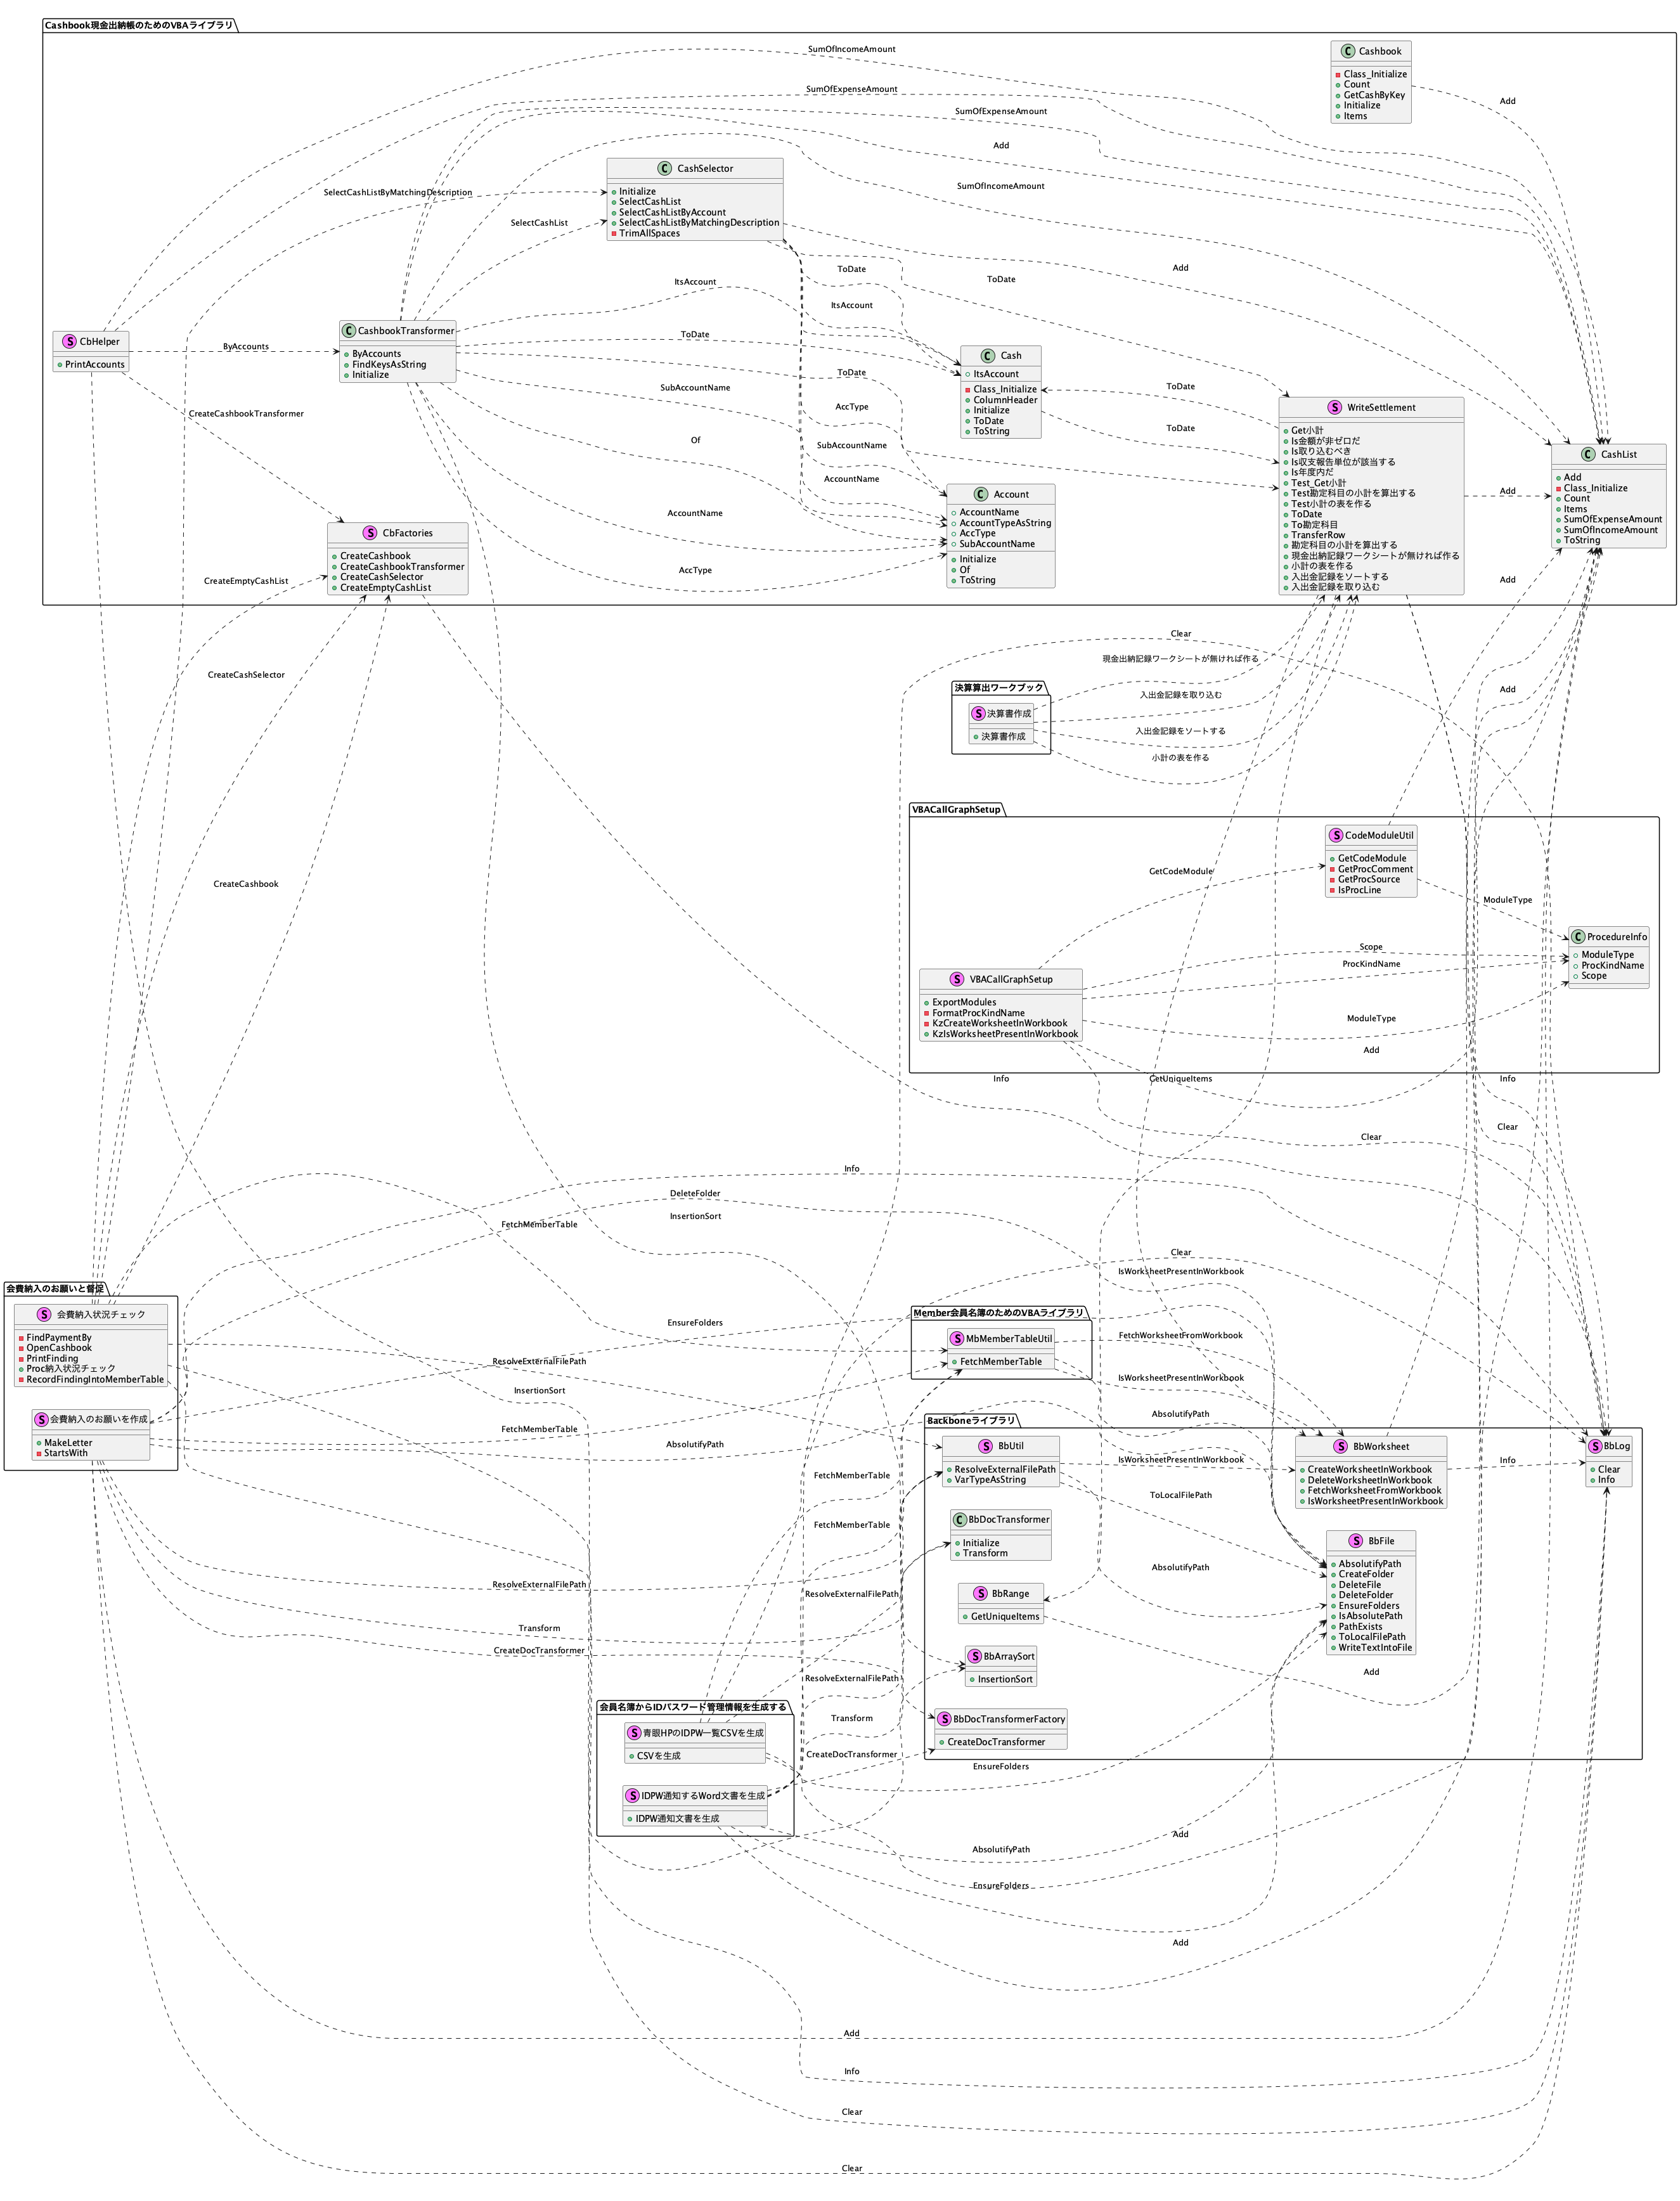 Cashbook現金出納帳のためのVBAライブラリ
C Cashbook
Class_Initialize
Count
GetCashByKey
Initialize
Items
SumOfIncomeAmount
SumOfExpenseAmount
SumOfExpenseAmount
Add
Add
SumOfIncomeAmount
C CashSelector
Initialize
SelectCashList
SelectCashListByAccount
SelectCashListByMatchingDescription
TrimAllSpaces
SelectCashListByMatchingDescription
SelectCashList
ItsAccount
ToDate
ItsAccount
ToDate
Add
S CbHelper
PrintAccounts
ByAccounts
C CashbookTransformer
ByAccounts
FindKeysAsString
Initialize
ToDate
ToDate
SubAccountName
AccType
Of
SubAccountName
AccountName
AccountName
AccType
C Cash
ItsAccount
Class_Initialize
ColumnHeader
Initialize
ToDate
ToString
ToDate
ToDate
C Account
AccountName
AccountTypeAsString
AccType
SubAccountName
Initialize
Of
ToString
S WriteSettlement
Get小計
Is金額が非ゼロだ
Is取り込むべき
Is収支報告単位が該当する
Is年度内だ
Test_Get小計
Test勘定科目の小計を算出する
Test小計の表を作る
ToDate
To勘定科目
TransferRow
勘定科目の小計を算出する
現金出納記録ワークシートが無ければ作る
小計の表を作る
入出金記録をソートする
入出金記録を取り込む
Add
C CashList
Add
Class_Initialize
Count
Items
SumOfExpenseAmount
SumOfIncomeAmount
ToString
CreateCashbookTransformer
S CbFactories
CreateCashbook
CreateCashbookTransformer
CreateCashSelector
CreateEmptyCashList
CreateEmptyCashList
CreateCashSelector
CreateCashbook
Add
Clear
現金出納記録ワークシートが無ければ作る
入出金記録を取り込む
入出金記録をソートする
小計の表を作る
決算算出ワークブック
S 決算書作成
決算書作成
Add
VBACallGraphSetup
S CodeModuleUtil
GetCodeModule
GetProcComment
GetProcSource
IsProcLine
GetCodeModule
ModuleType
C ProcedureInfo
ModuleType
ProcKindName
Scope
Scope
ProcKindName
ModuleType
S VBACallGraphSetup
ExportModules
FormatProcKindName
KzCreateWorksheetInWorkbook
KzIsWorksheetPresentInWorkbook
Add
Info
GetUniqueItems
Info
Clear
Clear
Info
DeleteFolder
InsertionSort
FetchMemberTable
Clear
IsWorksheetPresentInWorkbook
会費納入のお願いと督促
S 会費納入状況チェック
FindPaymentBy
OpenCashbook
PrintFinding
Proc納入状況チェック
RecordFindingIntoMemberTable
S 会費納入のお願いを作成
MakeLetter
StartsWith
EnsureFolders
ResolveExternalFilePath
InsertionSort
FetchMemberTable
AbsolutifyPath
Member会員名簿のためのVBAライブラリ
S MbMemberTableUtil
FetchMemberTable
FetchWorksheetFromWorkbook
IsWorksheetPresentInWorkbook
AbsolutifyPath
Backboneライブラリ
S BbUtil
ResolveExternalFilePath
VarTypeAsString
IsWorksheetPresentInWorkbook
ToLocalFilePath
S BbWorksheet
CreateWorksheetInWorkbook
DeleteWorksheetInWorkbook
FetchWorksheetFromWorkbook
IsWorksheetPresentInWorkbook
Info
S BbLog
Clear
Info
C BbDocTransformer
Initialize
Transform
S BbFile
AbsolutifyPath
CreateFolder
DeleteFile
DeleteFolder
EnsureFolders
IsAbsolutePath
PathExists
ToLocalFilePath
WriteTextIntoFile
AbsolutifyPath
S BbRange
GetUniqueItems
S BbArraySort
InsertionSort
Add
S BbDocTransformerFactory
CreateDocTransformer
FetchMemberTable
FetchMemberTable
ResolveExternalFilePath
ResolveExternalFilePath
ResolveExternalFilePath
Transform
CreateDocTransformer
Transform
CreateDocTransformer
会員名簿からIDパスワード管理情報を生成する
S 青眼HPのIDPW一覧CSVを生成
CSVを生成
S IDPW通知するWord文書を生成
IDPW通知文書を生成
EnsureFolders
Add
AbsolutifyPath
EnsureFolders
Add
Add
Info
Clear
Clear